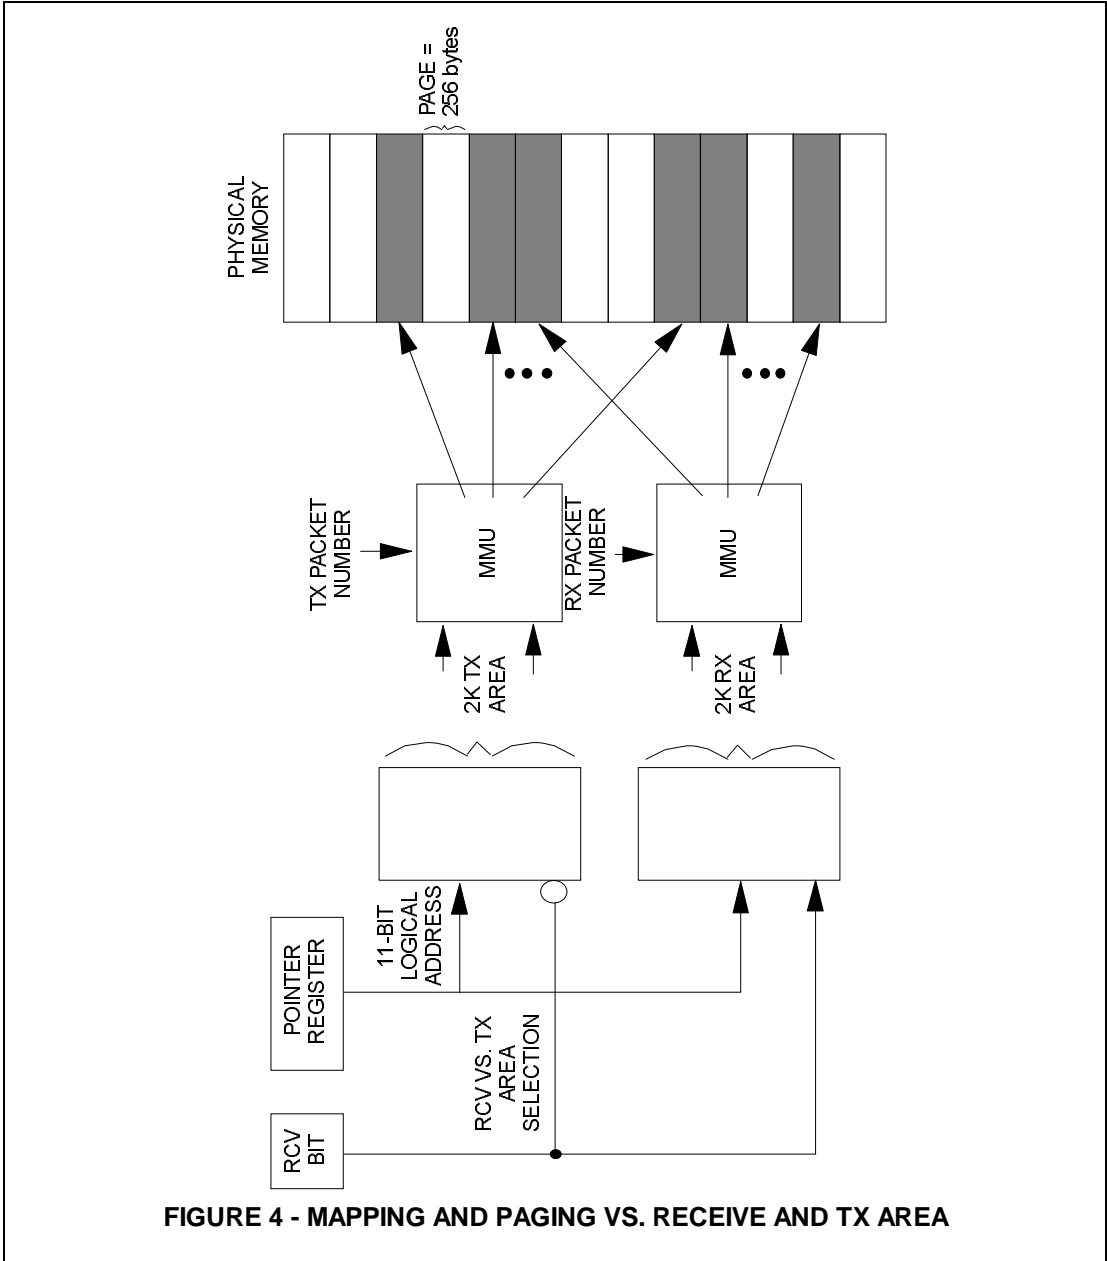 PHYSICAL
MEMORY
PAGE =
256 bytes
TX PACKET
NUMBER
MMU
RX PACKET
NUMBER
MMU
2K TX
AREA
2K RX
AREA
POINTER
REGISTER
11-BIT
LOGICAL
ADDRESS
RCV VS. TX
AREA
SELECTION
RCV
BIT
FIGURE 4 - MAPPING AND PAGING VS. RECEIVE AND TX AREA